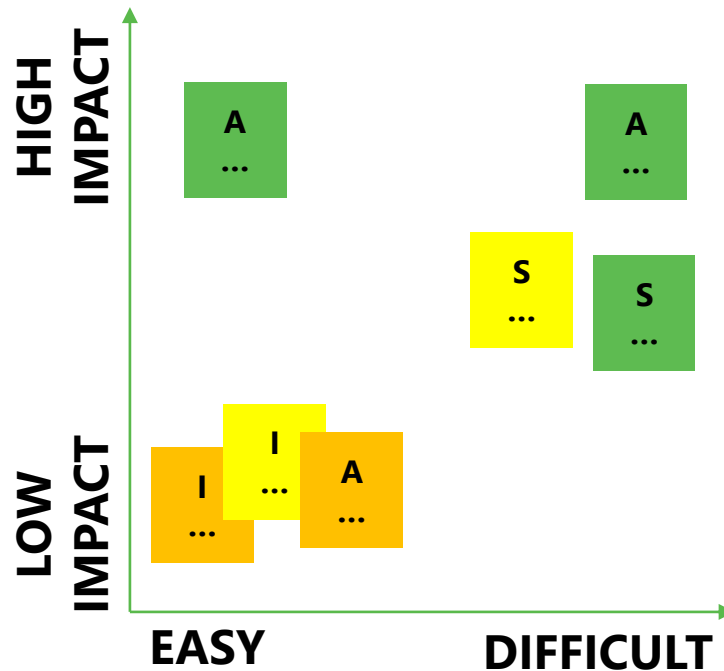 HIGH
IMPACT
A
...
A
...
S
...
S
...
I
...
I
...
A
...
LOW
IMPACT
EASY
DIFFICULT